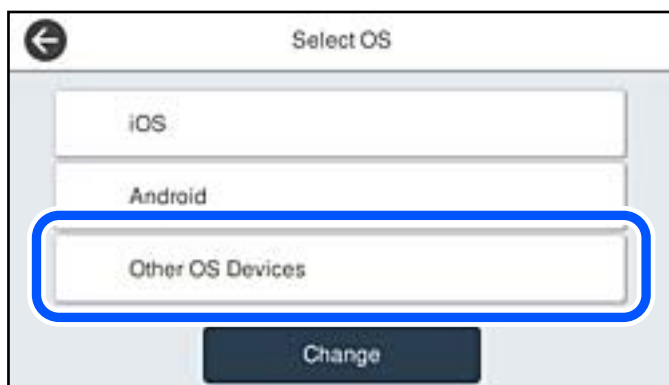 Select OS
iOS
Android
Other OS Devices
Change